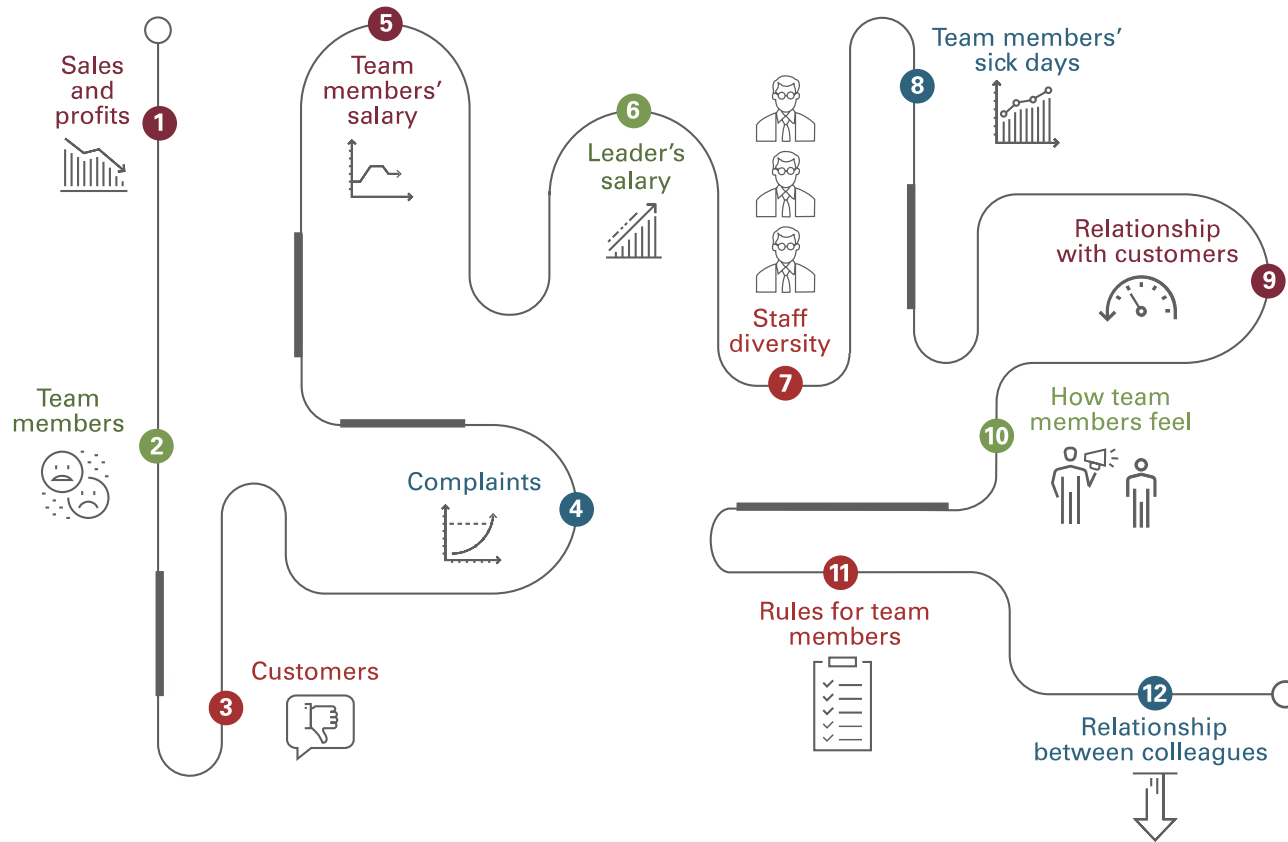 Sales
and
profits
1
Team
members
2
3
Customers
Complaints
4
5
Team
members’
salary
6
Leader’s
salary
Staff
diversity
7
8
Team members’
sick days
Relationship
with customers
9
10
How team
members feel
11
Rules for team
members
12
Relationship
between colleagues